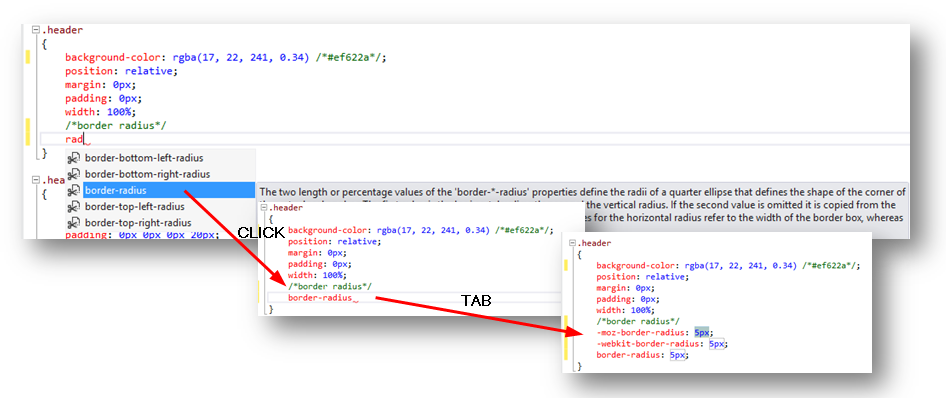 .header
{
background-color: rgba(17, 22, 241, 0.34) /*#ef622a*/;
position: relative;
margin: 0px;
padding: 0px;
width: 100%;
/*border radius*/
rad
}
border-bottom-left-radius
border-bottom-right-radius
border-radius
border-top-left-radius
border-top-right-radius
.hea
{
padding: 0px 0px 0px 20px;
The two length or percentage values of the 'border-*-radius' properties define the radii of a quarter ellipse that defines the shape of the corner of
the vertical radius. If the second value is omitted it is copied from the
es for the horizontal radius refer to the width of the border box, whereas
CLICK
.header
{
background-color: rgba(17, 22, 241, 0.34) /*#ef622a*/;
position: relative;
margin: 0px;
padding: 0px;
width: 100%;
/*border radius*/
border-radius
}
TAB
.header
{
background-color: rgba(17, 22, 241, 0.34) /*#ef622a*/;
position: relative;
margin: 0px;
padding: 0px;
width: 100%;
/*border radius*/
-moz-border-radius: 5px;
-webkit-border-radius: 5px;
border-radius: 5px;
}